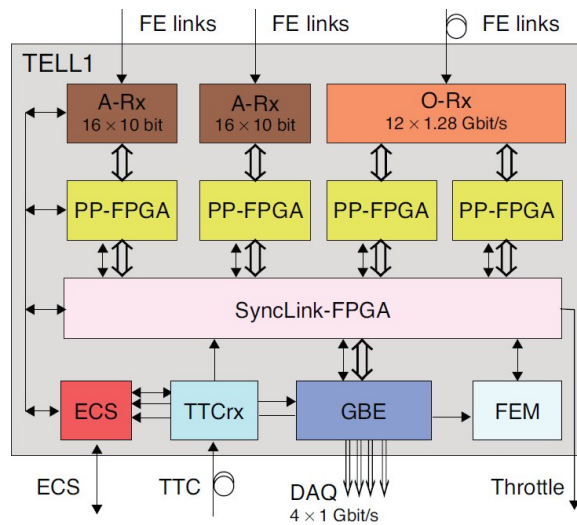 FE links FE links FE links
TELL1
A-Rx A-Rx O-Rx
16 × 10 bit 16 × 10 bit 12 × 1.28 Gbit/s
PP-FPGA PP-FPGA PP-FPGA PP-FPGA
SyncLink-FPGA
ECS TTCrx GBE FEM
ECS TTC DAQ Throttle
4 × 1 Gbit/s